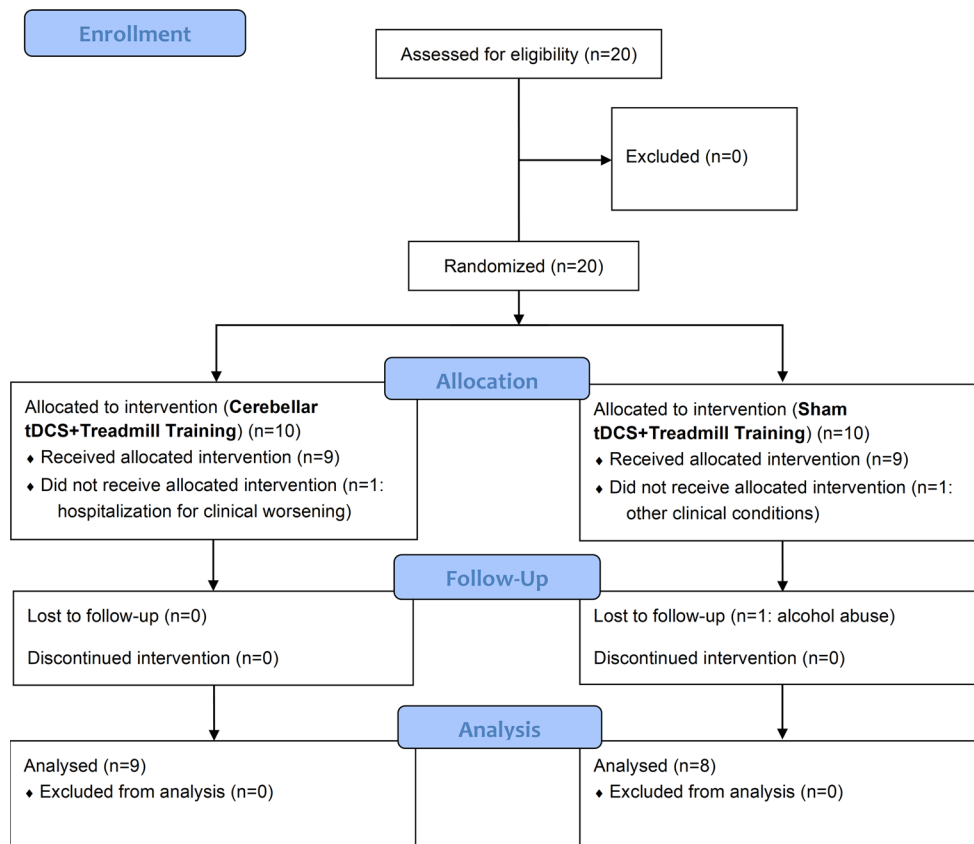 Enrollment
Assessed for eligibility (n=20)
Excluded (n=0)
Randomized (n=20)
Allocation
Allocated to intervention (Cerebellar
tDCS+Treadmill Training) (n=10)
♦ Received allocated intervention (n=9)
♦ Did not receive allocated intervention (n=1:
hospitalization for clinical worsening)
Allocated to intervention (Sham
tDCS+Treadmill Training) (n=10)
♦ Received allocated intervention (n=9)
♦ Did not receive allocated intervention (n=1:
other clinical conditions)
Follow-Up
Lost to follow-up (n=0)
Discontinued intervention (n=0)
Lost to follow-up (n=1: alcohol abuse)
Discontinued intervention (n=0)
Analysis
Analysed (n=9)
♦ Excluded from analysis (n=0)
Analysed (n=8)
♦ Excluded from analysis (n=0)